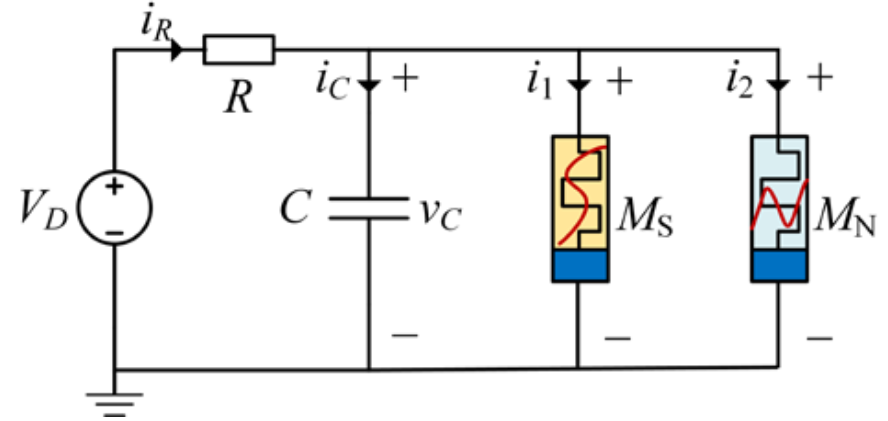 i_R
R
i_C + i_1 + i_2 +
V_D + − C v_C M_S M_N
− − −